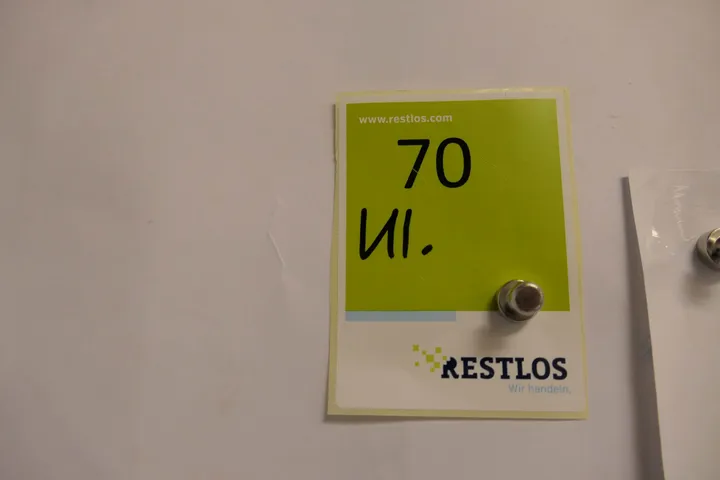 www.restlos.com
70
UI.
RESTLOS
Wir handeln.